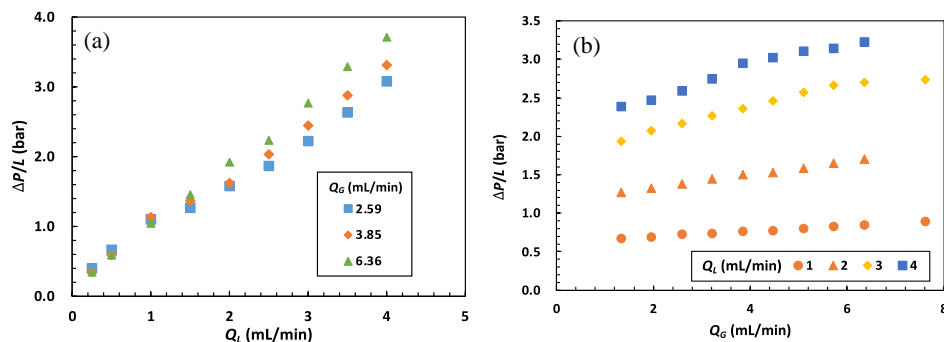 (a)
ΔP/L (bar)
4.0
3.0
2.0
1.0
0.0
Q_G (mL/min)
2.59
3.85
6.36
0 1 2 3 4 5
Q_L (mL/min)
(b)
ΔP/L (bar)
3.5
3.0
2.5
2.0
1.5
1.0
0.5
0.0
Q_L (mL/min) 1 2 3 4
0 2 4 6 8
Q_G (mL/min)